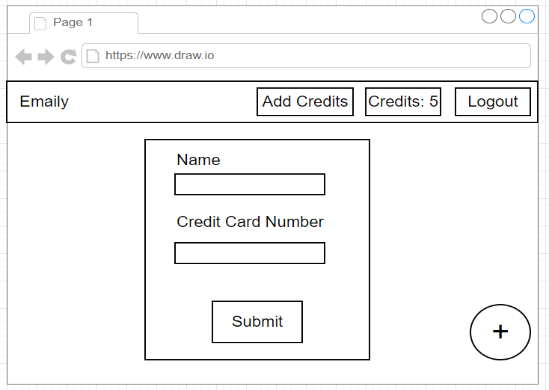 Page 1
https://www.draw.io
Emaily
Add Credits
Credits: 5
Logout
Name
Credit Card Number
Submit
+